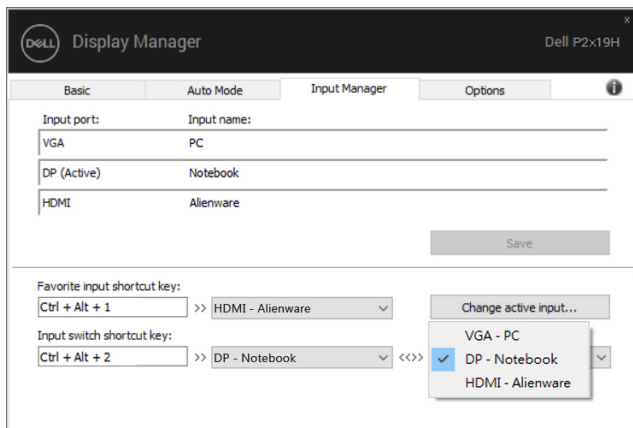 DELL Display Manager Dell P2x19H
x
Basic Auto Mode Input Manager Options i
Input port: Input name:
VGA PC
DP (Active) Notebook
HDMI Alienware
Save
Favorite input shortcut key:
Ctrl + Alt + 1 >> HDMI - Alienware Change active input...
Input switch shortcut key:
Ctrl + Alt + 2 >> DP - Notebook <<>>
VGA - PC
DP - Notebook
HDMI - Alienware